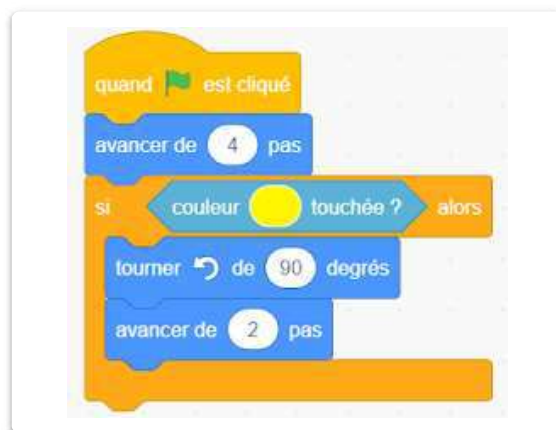 quand est cliqué
avancer de 4 pas
si couleur touchée ? alors
tourner de 90 degrés
avancer de 2 pas